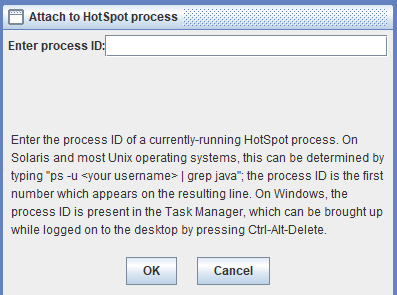 Attach to HotSpot process
Enter process ID:
Enter the process ID of a currently-running HotSpot process. On
Solaris and most Unix operating systems, this can be determined by
typing "ps -u <your username> | grep java"; the process ID is the first
number which appears on the resulting line. On Windows, the
process ID is present in the Task Manager, which can be brought up
while logged on to the desktop by pressing Ctrl-Alt-Delete.
OK Cancel